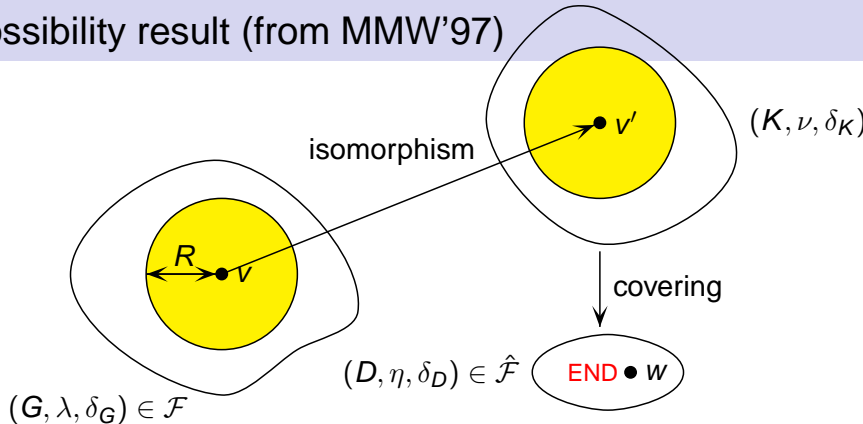 ossibility result (from MMW'97)
v′
(K, ν, δ_K)
isomorphism
R
v
covering
(D, η, δ_D) ∈ F̂
END
w
(G, λ, δ_G) ∈ F